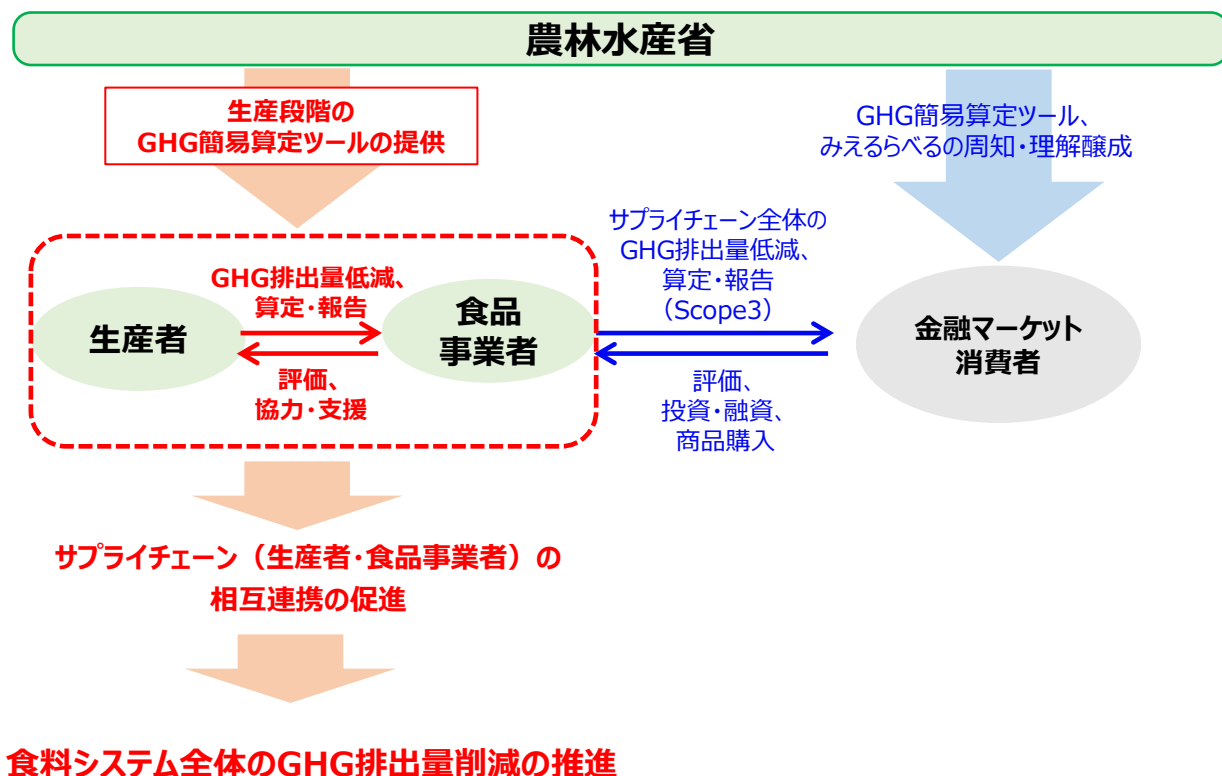 農林水産省
生産段階の
GHG簡易算定ツールの提供
GHG簡易算定ツール、
みえるらべるの周知・理解醸成
サプライチェーン全体の
GHG排出量低減、
算定・報告
（Scope3）
GHG排出量低減、
算定・報告
生産者
食品
事業者
金融マーケット
消費者
評価、
協力・支援
評価、
投資・融資、
商品購入
サプライチェーン（生産者・食品事業者）の
相互連携の促進
食料システム全体のGHG排出量削減の推進